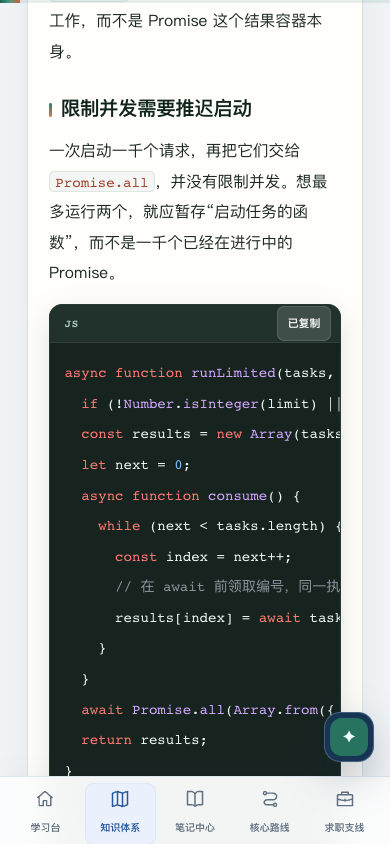 工作，而不是 Promise 这个结果容器本
身。
限制并发需要推迟启动
一次启动一千个请求，再把它们交给
Promise.all，并没有限制并发。想最
多运行两个，就应暂存“启动任务的函
数”，而不是一千个已经在进行中的
Promise。
JS
已复制
async function runLimited(tasks,
if (!Number.isInteger(limit) ||
const results = new Array(tasks
let next = 0;
async function consume() {
while (next < tasks.length) {
const index = next++;
// 在 await 前领取编号，同一执
results[index] = await task
}
}
await Promise.all(Array.from({
return results;
}
学习台
知识体系
笔记中心
核心路线
求职支线